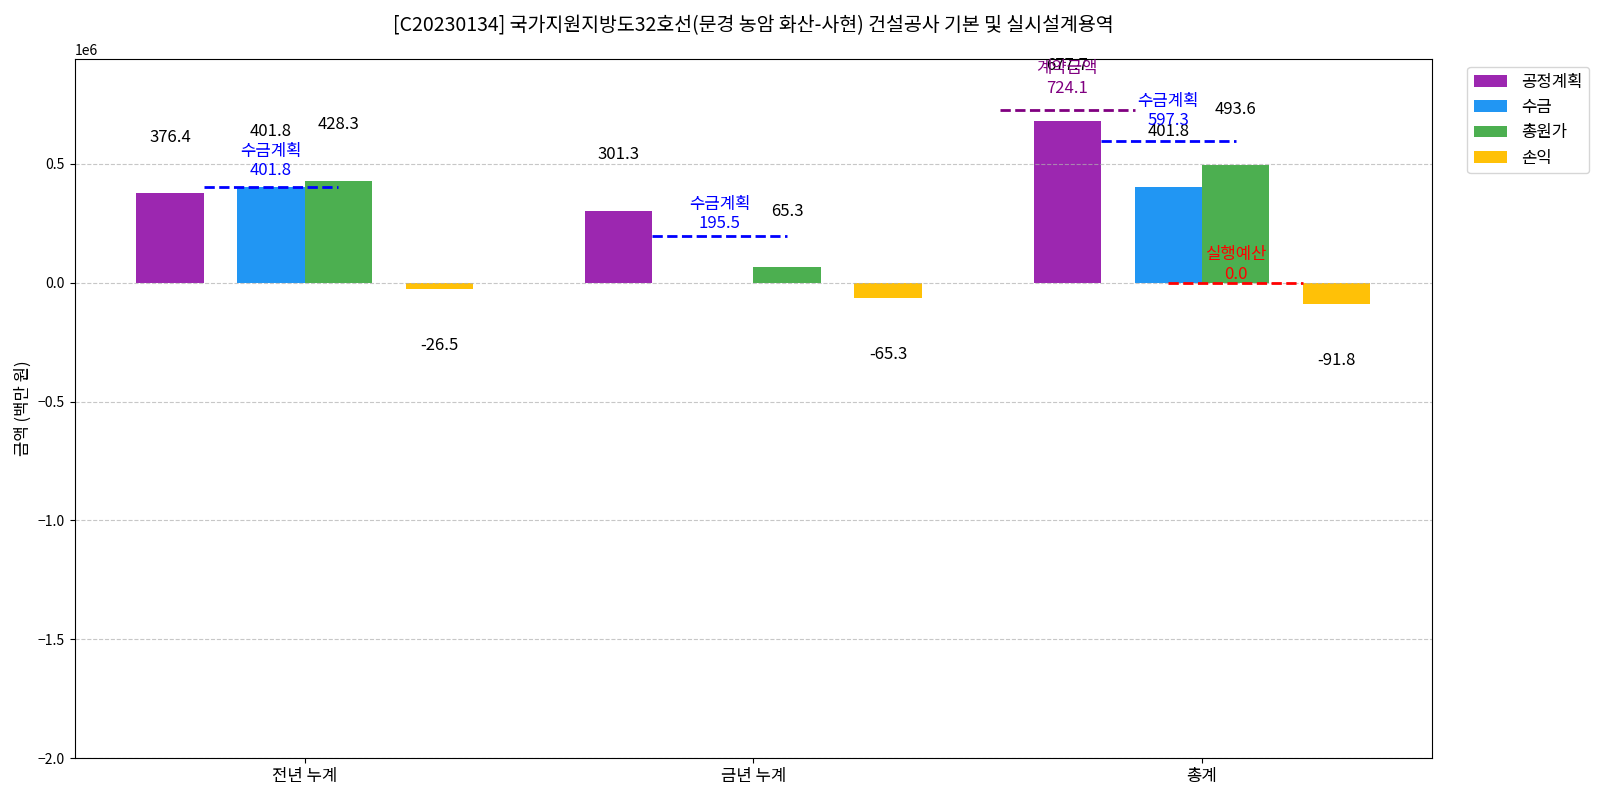 [C20230134] 국가지원지방도32호선(문경 농암 화산-사현) 건설공사 기본 및 실시설계용역
1e6
공정계획
수금
총원가
손익
677.7
계약금액
724.1
수금계획
597.3
493.6
401.8
376.4
401.8
428.3
수금계획
401.8
301.3
수금계획
195.5
65.3
실행예산
0.0
-26.5
-65.3
-91.8
금액 (백만 원)
0.5
0.0
−0.5
−1.0
−1.5
−2.0
전년 누계
금년 누계
총계